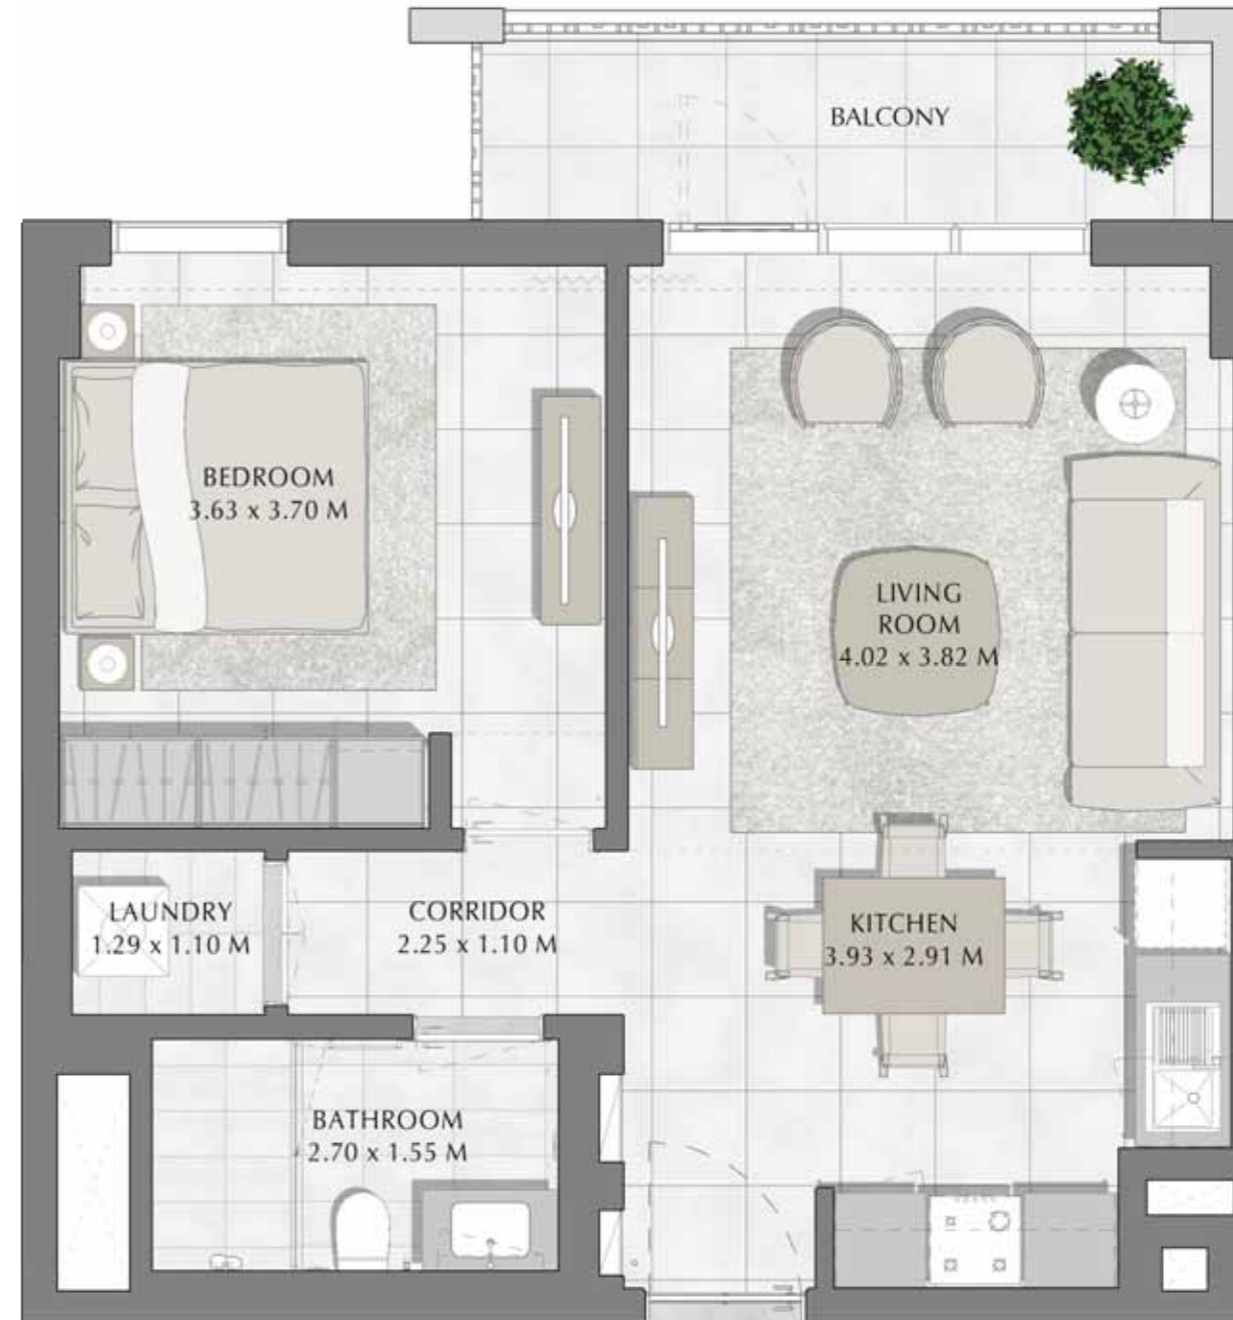 BALCONY
BEDROOM
3.63 x 3.70 M
LIVING
ROOM
4.02 x 3.82 M
LAUNDRY
1.29 x 1.10 M
CORRIDOR
2.25 x 1.10 M
KITCHEN
3.93 x 2.91 M
BATHROOM
2.70 x 1.55 M